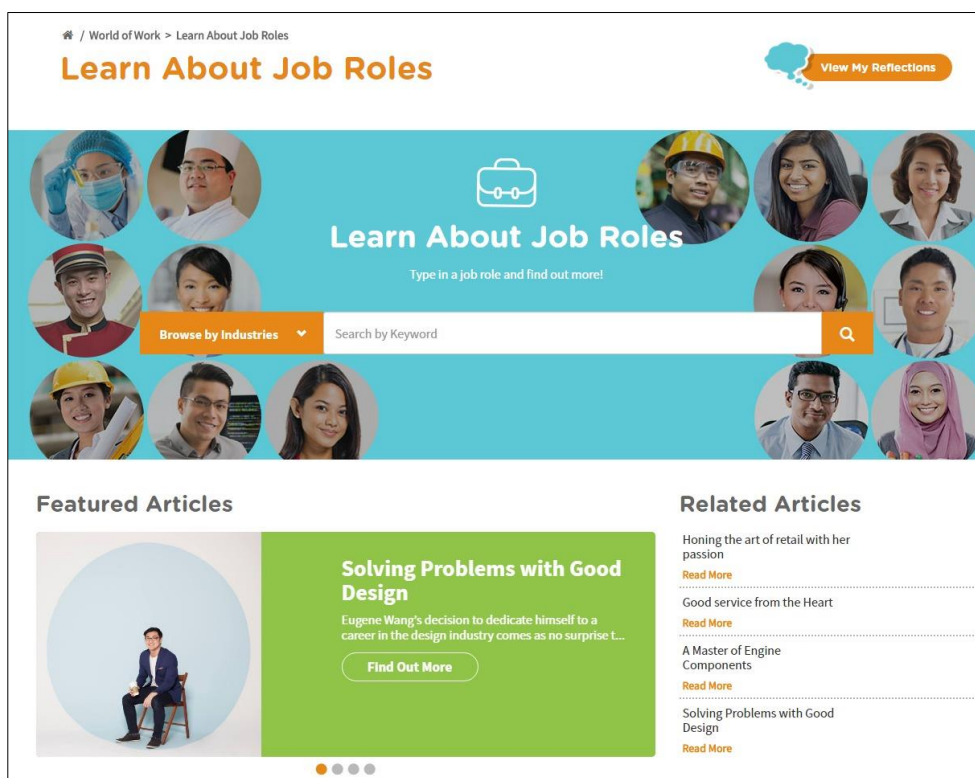 / World of Work > Learn About Job Roles
Learn About Job Roles
View My Reflections
Learn About Job Roles
Type in a job role and find out more!
Browse by Industries
Search by Keyword
Featured Articles
Solving Problems with Good
Design
Eugene Wang's decision to dedicate himself to a
career in the design industry comes as no surprise t...
Find Out More
Related Articles
Honing the art of retail with her
passion
Read More
Good service from the Heart
Read More
A Master of Engine
Components
Read More
Solving Problems with Good
Design
Read More